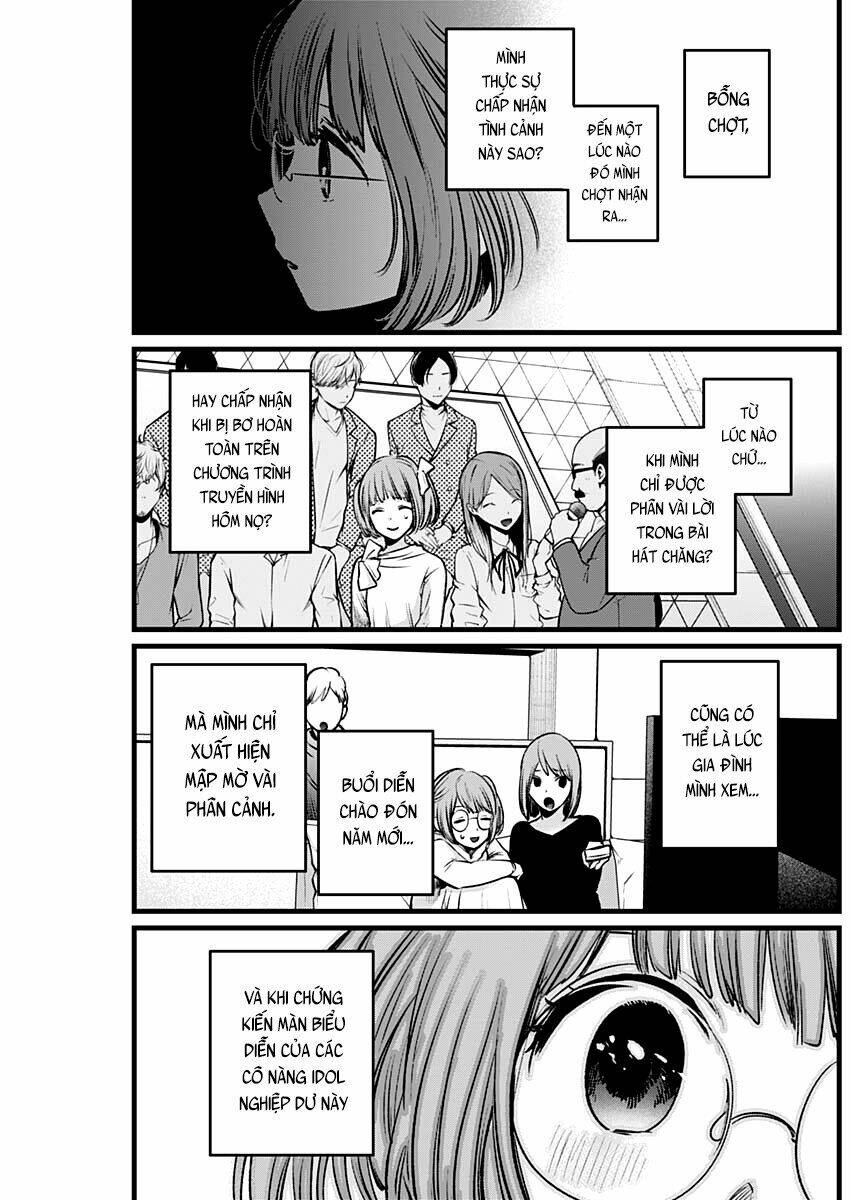 BỖNG
CHỢT,
ĐẾN MỘT
LÚC NÀO
ĐÓ MÌNH
CHỢT NHẬN
RA...
MÌNH
THỰC SỰ
CHẤP NHẬN
TÌNH CẢNH
NÀY SAO?
TỪ
LÚC NÀO
CHỨ...
KHI MÌNH
CHỈ ĐƯỢC
PHÂN VÀI LỜI
TRONG BÀI
HÁT CHĂNG?
HAY CHẤP NHẬN
KHI BỊ BƠ HOÀN
TOÀN TRÊN
CHƯƠNG TRÌNH
TRUYỀN HÌNH
HÔM NỌ?
CŨNG CÓ
THỂ LÀ LÚC
GIA ĐÌNH
MÌNH XEM...
BUỔI DIỄN
CHÀO ĐÓN
NĂM MỚI...
MÀ MÌNH CHỈ
XUẤT HIỆN
MẬP MỜ VÀI
PHÂN CẢNH.
VÀ KHI CHỨNG
KIẾN MÀN BIỂU
DIỄN CỦA CÁC
CÔ NÀNG IDOL
NGHIỆP DƯ NÀY